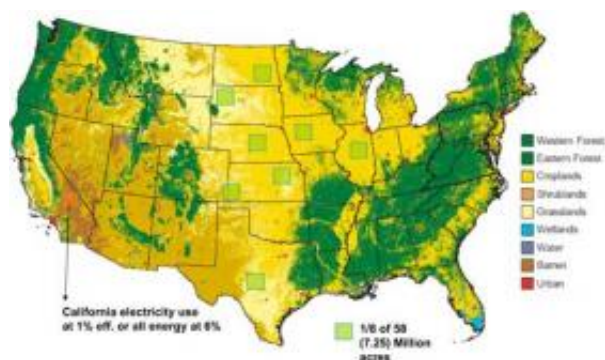 Western Forest
Eastern Forest
Croplands
Shrublands
Grasslands
Wetlands
Water
Barren
Urban
California electricity use
at 1% eff. or all energy at 6%
1/8 of 58
(7.25) Million
acres